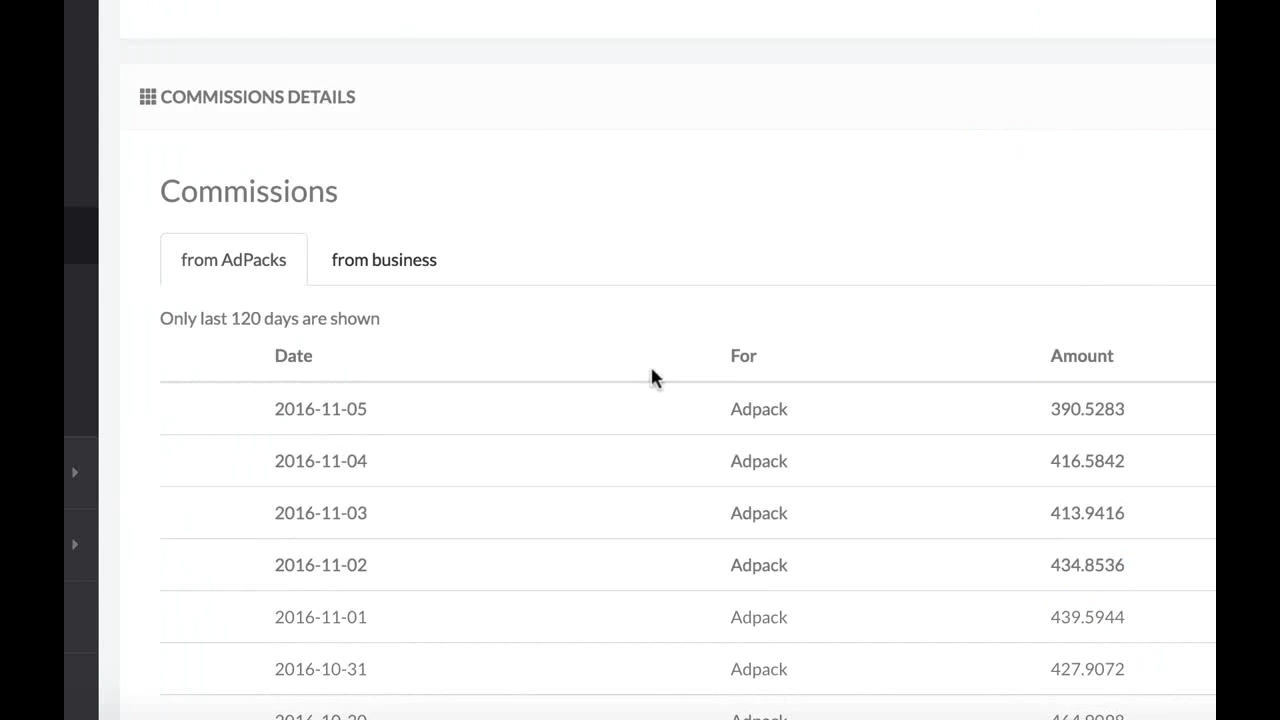 COMMISSIONS DETAILS
Commissions
from AdPacks from business
Only last 120 days are shown
Date For Amount
2016-11-05 Adpack 390.5283
2016-11-04 Adpack 416.5842
2016-11-03 Adpack 413.9416
2016-11-02 Adpack 434.8536
2016-11-01 Adpack 439.5944
2016-10-31 Adpack 427.9072